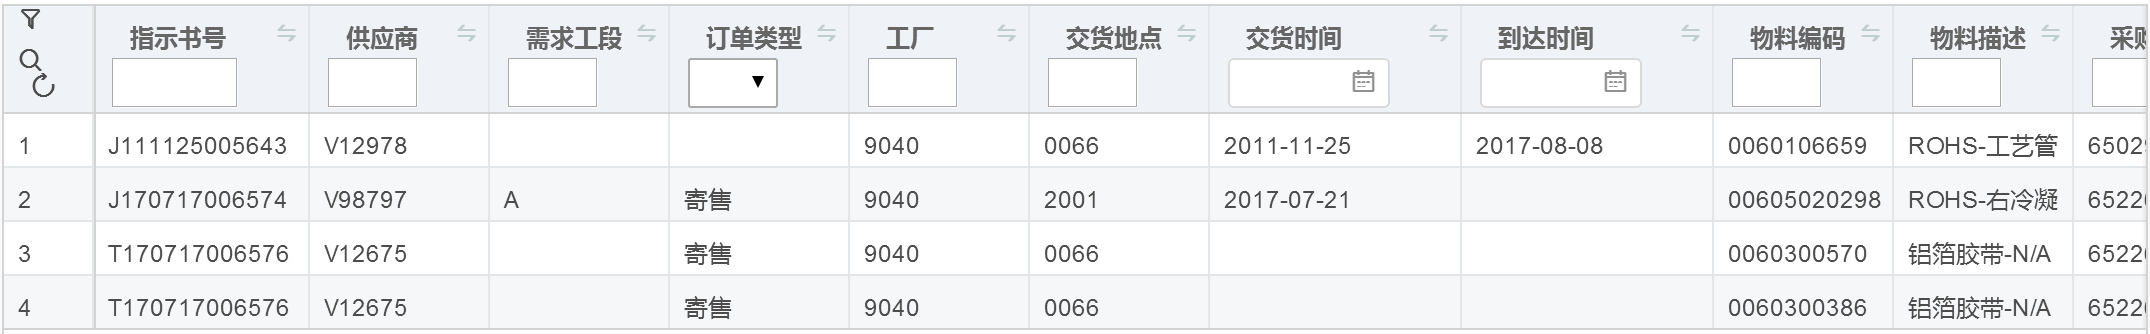 指示书号 供应商 需求工段 订单类型 工厂 交货地点 交货时间 到达时间 物料编码 物料描述
1 J111125005643 V12978 9040 0066 2011-11-25 2017-08-08 0060106659 ROHS-工艺管
2 J170717006574 V98797 A 寄售 9040 2001 2017-07-21 00605020298 ROHS-右冷凝
3 T170717006576 V12675 寄售 9040 0066 0060300570 铝箔胶带-N/A
4 T170717006576 V12675 寄售 9040 0066 0060300386 铝箔胶带-N/A